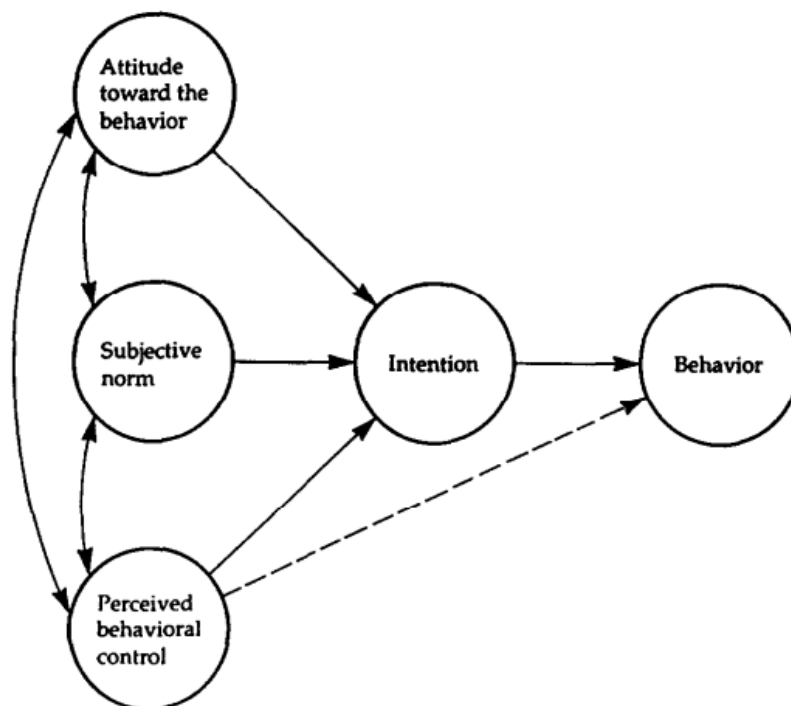 Attitude
toward the
behavior
Subjective
norm
Intention
Behavior
Perceived
behavioral
control